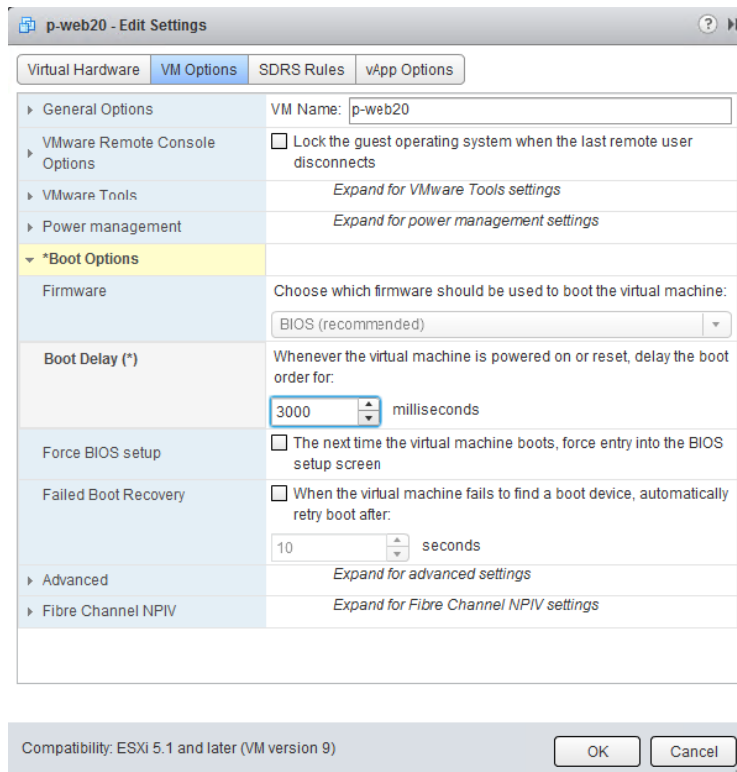 p-web20 - Edit Settings
?
Virtual Hardware VM Options SDRS Rules vApp Options
General Options VM Name: p-web20
VMware Remote Console Lock the guest operating system when the last remote user
Options disconnects
VMware Tools Expand for VMware Tools settings
Power management Expand for power management settings
*Boot Options
Firmware Choose which firmware should be used to boot the virtual machine:
BIOS (recommended)
Boot Delay (*) Whenever the virtual machine is powered on or reset, delay the boot
order for:
3000 milliseconds
Force BIOS setup The next time the virtual machine boots, force entry into the BIOS
setup screen
Failed Boot Recovery When the virtual machine fails to find a boot device, automatically
retry boot after:
10 seconds
Advanced Expand for advanced settings
Fibre Channel NPIV Expand for Fibre Channel NPIV settings
Compatibility: ESXi 5.1 and later (VM version 9) OK Cancel